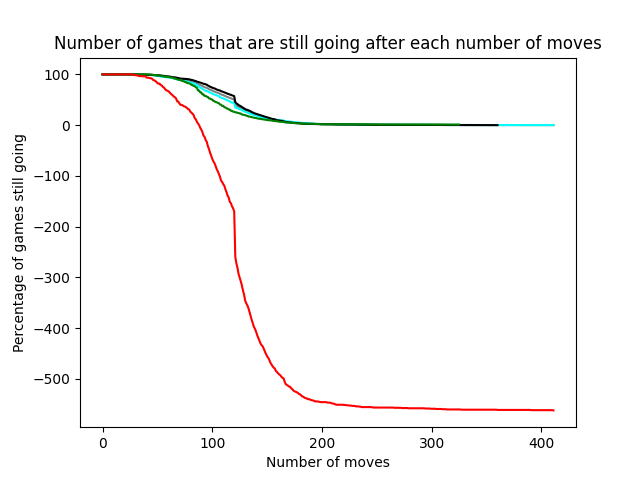 Number of games that are still going after each number of moves
Percentage of games still going
100
0
−100
−200
−300
−400
−500
0 100 200 300 400
Number of moves